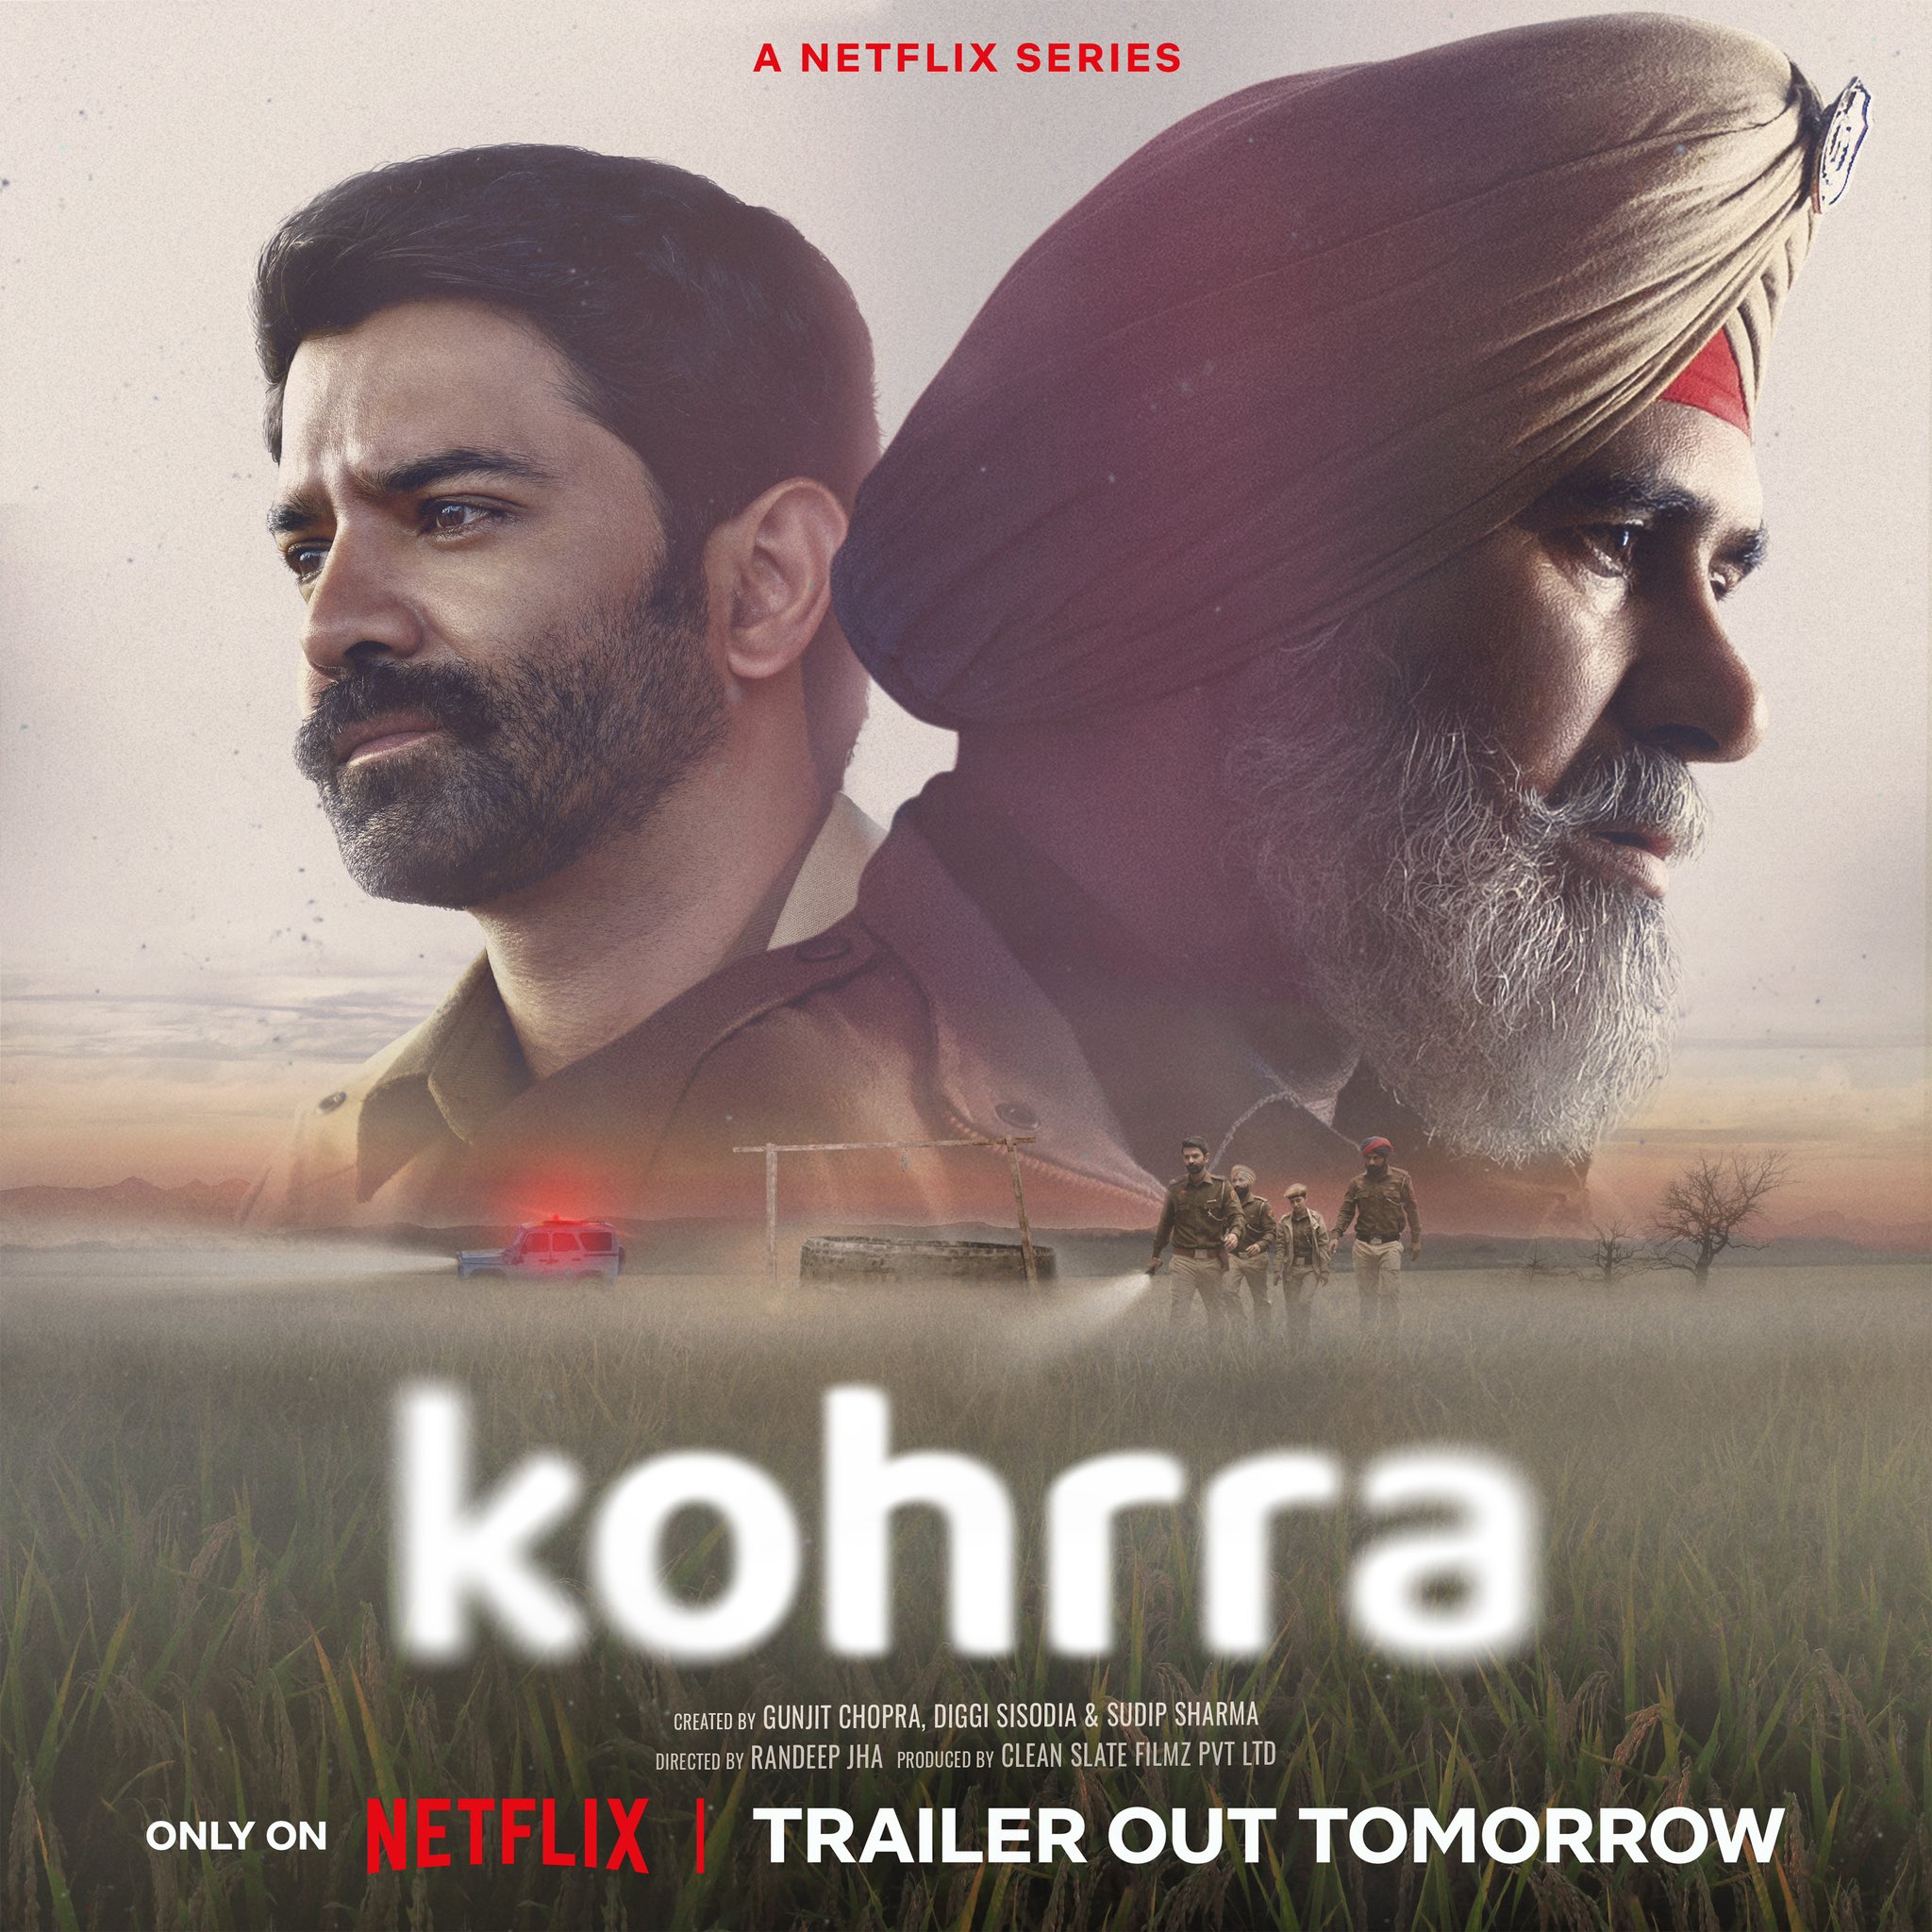 A NETFLIX SERIES
kohrra
CREATED BY GUNJIT CHOPRA, DIGGI SISODIA & SUDIP SHARMA
DIRECTED BY RANDEEP JHA PRODUCED BY CLEAN SLATE FILMZ PVT LTD
ONLY ON NETFLIX | TRAILER OUT TOMORROW